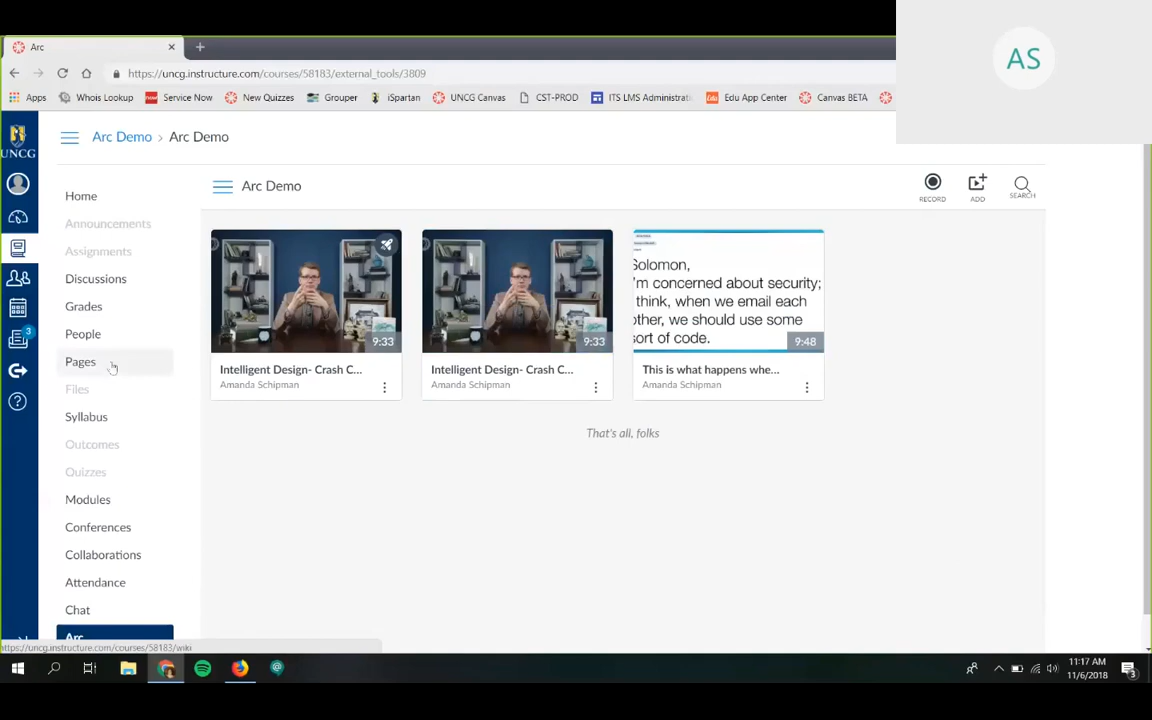 Arc
AS
https://uncg.instructure.com/courses/58183/external_tools/3809
Apps
Whois Lookup
Service Now
New Quizzes
Grouper
iSpartan
UNCG Canvas
CST-PROD
ITS LMS Administrati
Edu App Center
Canvas BETA
UNCG
Arc Demo › Arc Demo
Arc Demo
RECORD
ADD
SEARCH
Home
Announcements
Assignments
Discussions
Grades
People
Pages
Files
Syllabus
Outcomes
Quizzes
Modules
Conferences
Collaborations
Attendance
Chat
Arc
3
9:33
Intelligent Design- Crash C...
Amanda Schipman
9:33
Intelligent Design- Crash C...
Amanda Schipman
Solomon,
'm concerned about security;
think, when we email each
other, we should use some
sort of code.
9:48
This is what happens whe...
Amanda Schipman
That's all, folks
https://uncg.instructure.com/courses/58183/wiki
11:17 AM
11/6/2018
3